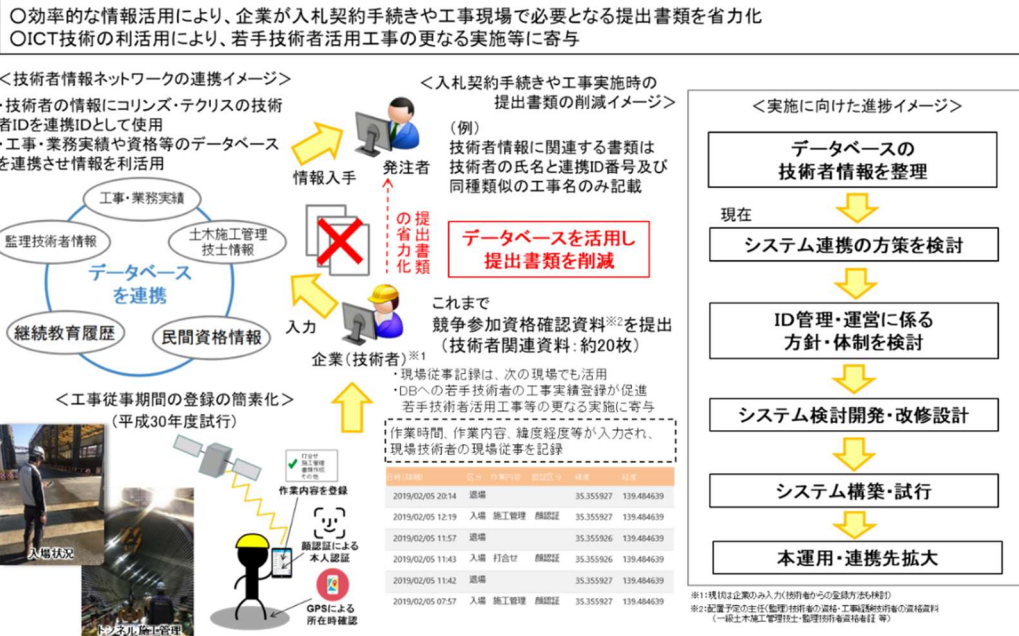 ○効率的な情報活用により、企業が入札契約手続きや工事現場で必要となる提出書類を省力化
○ICT技術の利活用により、若手技術者活用工事の更なる実施等に寄与
<技術者情報ネットワークの連携イメージ>
・技術者の情報にコリンズ・テクリスの技術
者IDを連携IDとして使用
・工事・業務実績や資格等のデータベース
を連携させ情報を利活用
工事・業務実績
監理技術者情報
土木施工管理
技士情報
データベース
を連携
継続教育履歴
民間資格情報
情報入手
発注者
提出書類
の省力化
入力
企業(技術者)※1
<入札契約手続きや工事実施時の
提出書類の削減イメージ>
(例)
技術者情報に関連する書類は
技術者の氏名と連携ID番号及び
同種類似の工事名のみ記載
データベースを活用し
提出書類を削減
これまで
競争参加資格確認資料※2を提出
(技術者関連資料:約20枚)
・現場従事記録は、次の現場でも活用
・DBへの若手技術者の工事実績登録が促進
若手技術者活用工事等の更なる実施に寄与
<工事従事期間の登録の簡素化>
(平成30年度試行)
入場状況
トンネル施工管理
打合せ
施工管理
書類作成
その他
作業内容を登録
顔認証による
本人認証
GPSによる
所在時確認
作業時間、作業内容、緯度経度等が入力され、
現場技術者の現場従事を記録
区分 作業内容 認証区分 緯度 経度
2019/02/05 20:14 退場 35.355927 139.484639
2019/02/05 12:19 入場 施工管理 顔認証 35.355927 139.484639
2019/02/05 11:57 退場 35.355926 139.484639
2019/02/05 11:43 入場 打合せ 顔認証 35.355926 139.484639
2019/02/05 11:42 退場 35.355927 139.484639
2019/02/05 07:57 入場 施工管理 顔認証 35.355927 139.484639
<実施に向けた進捗イメージ>
データベースの
技術者情報を整理
現在
システム連携の方策を検討
ID管理・運営に係る
方針・体制を検討
システム検討開発・改修設計
システム構築・試行
本運用・連携先拡大
※1:現状は企業のみ入力(技術者からの登録方法も検討)
※2:配置予定の主任(監理)技術者の資格・工事経験技術者の資格資料
(一級土木施工管理技士・監理技術者資格者証 等)